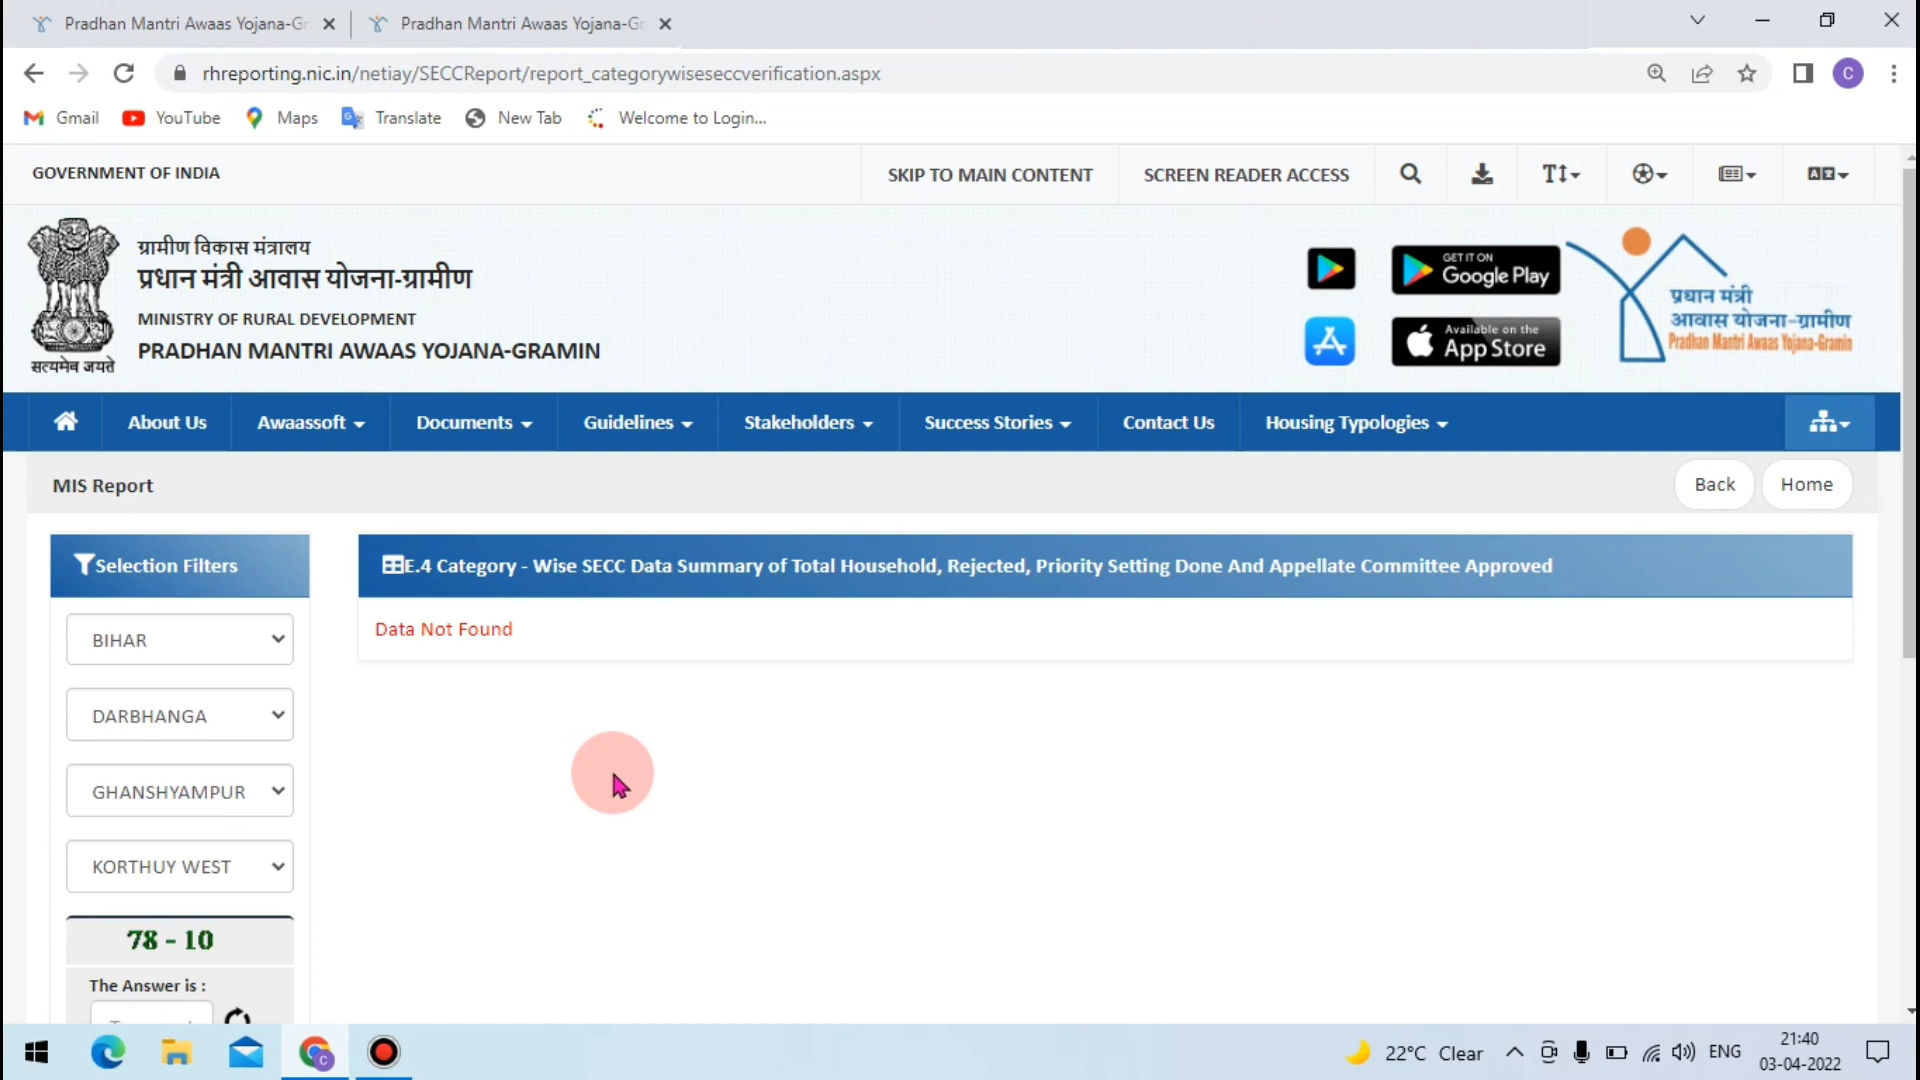 Pradhan Mantri Awaas Yojana-Gr
Pradhan Mantri Awaas Yojana-Gr
rhreporting.nic.in/netiay/SECCReport/report_categorywiseseccverification.aspx
C
Gmail
YouTube
Maps
Translate
New Tab
Welcome to Login...
GOVERNMENT OF INDIA
SKIP TO MAIN CONTENT
SCREEN READER ACCESS
ग्रामीण विकास मंत्रालय
प्रधान मंत्री आवास योजना-ग्रामीण
MINISTRY OF RURAL DEVELOPMENT
PRADHAN MANTRI AWAAS YOJANA-GRAMIN
सत्यमेव जयते
GET IT ON
Google Play
Available on the
App Store
प्रधान मंत्री
आवास योजना-ग्रामीण
Pradhan Mantri Awaas Yojana-Gramin
About Us
Awaassoft
Documents
Guidelines
Stakeholders
Success Stories
Contact Us
Housing Typologies
MIS Report
Back
Home
Selection Filters
E.4 Category - Wise SECC Data Summary of Total Household, Rejected, Priority Setting Done And Appellate Committee Approved
Data Not Found
BIHAR
DARBHANGA
GHANSHYAMPUR
KORTHUY WEST
78 - 10
The Answer is :
22°C Clear
ENG
21:40
03-04-2022